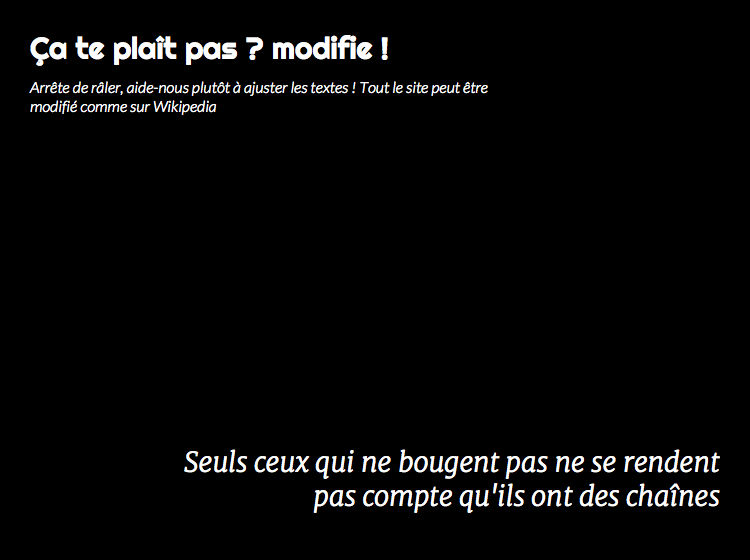 Ça te plaît pas ? modifie !
Arrête de râler, aide-nous plutôt à ajuster les textes ! Tout le site peut être
modifié comme sur Wikipedia
Seuls ceux qui ne bougent pas ne se rendent
pas compte qu'ils ont des chaînes